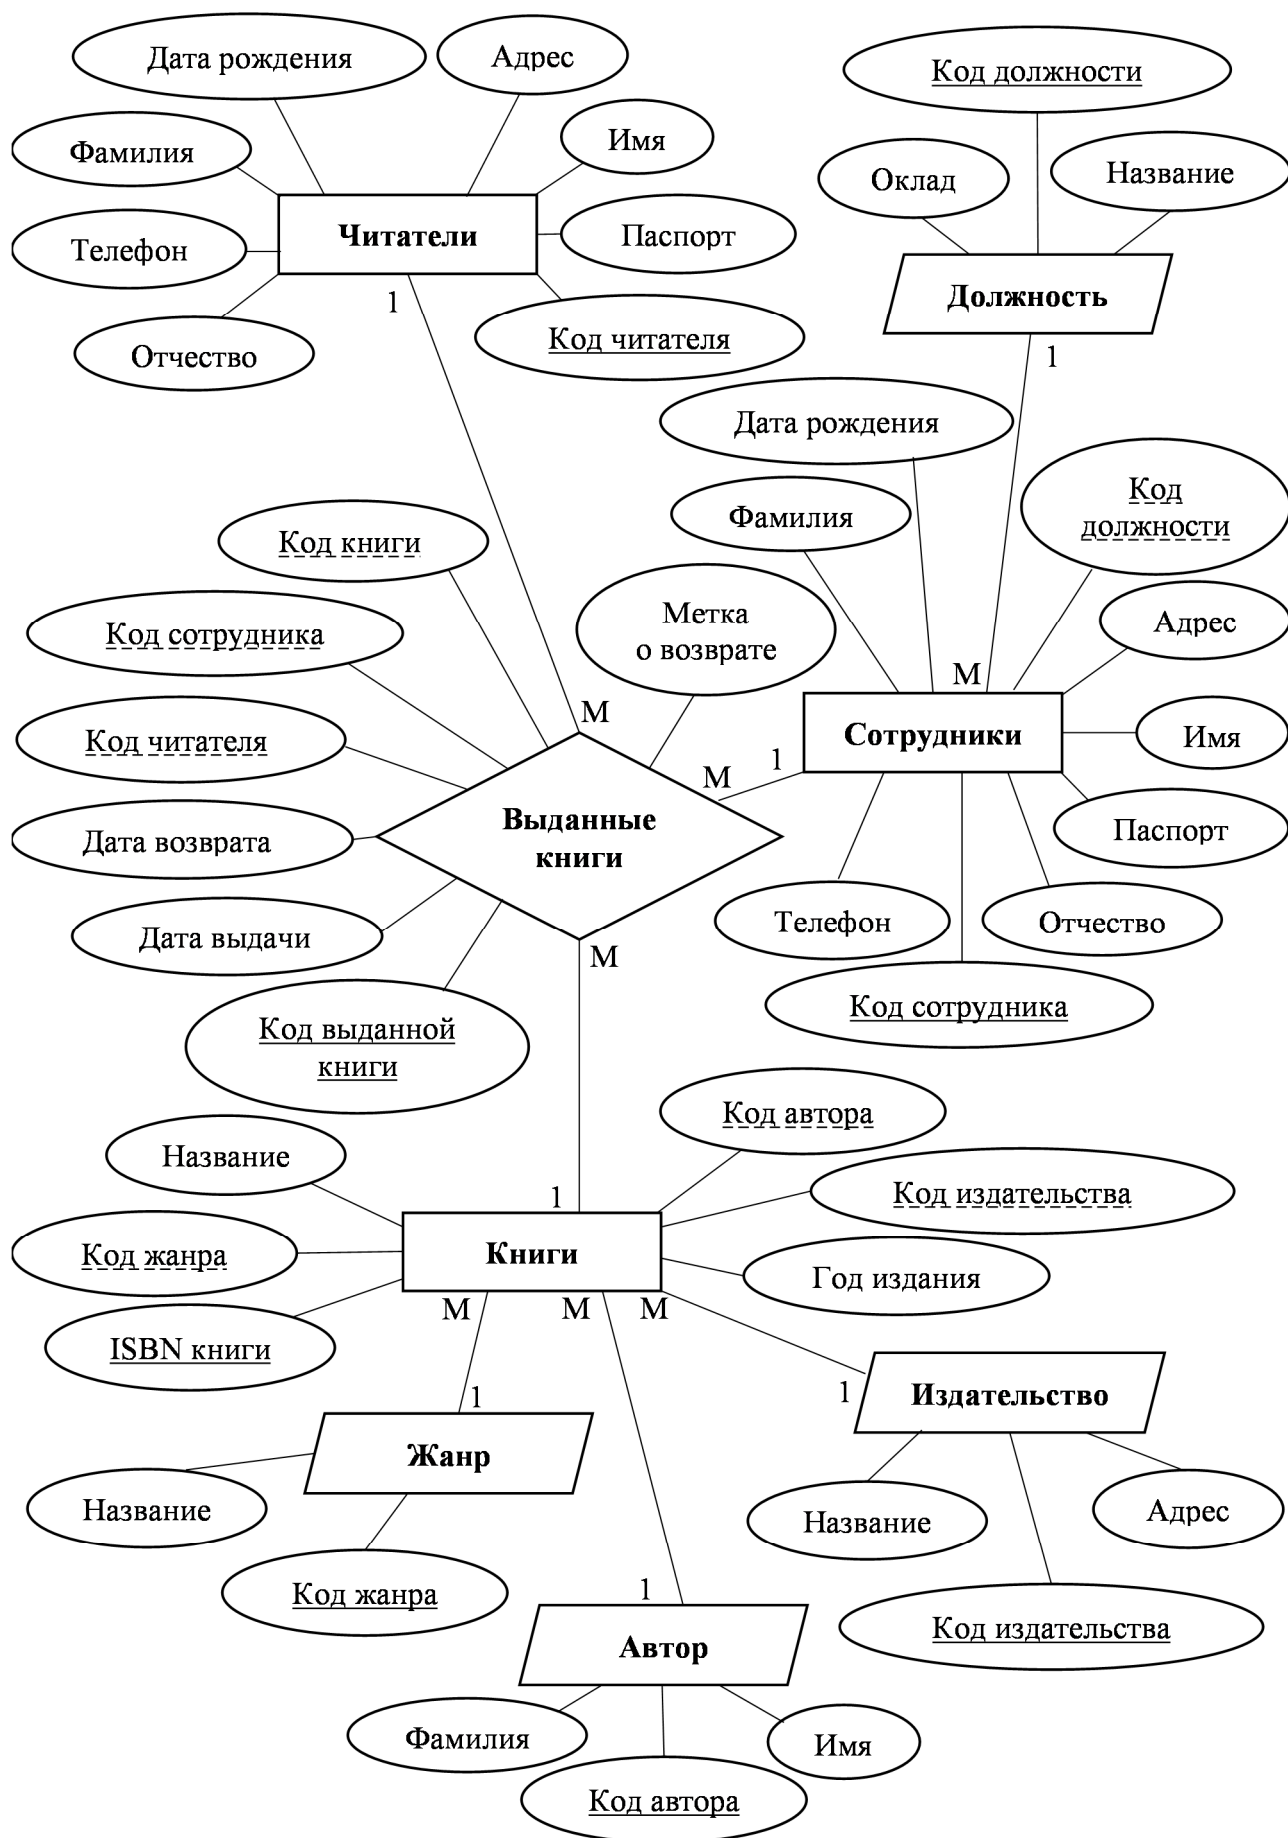 Дата рождения
Адрес
Код должности
Фамилия
Имя
Оклад
Название
Читатели
Телефон
Паспорт
Должность
1
Код читателя
Отчество
1
Дата рождения
Код
должности
Фамилия
Код книги
Метка
о возврате
Код сотрудника
Адрес
М
М
Код читателя
Сотрудники
Имя
М
1
Выданные
книги
Дата возврата
Паспорт
Дата выдачи
Телефон
Отчество
М
Код сотрудника
Код выданной
книги
Код автора
Название
Код издательства
1
Код жанра
Книги
Год издания
М
М
М
ISBN книги
1
1
Издательство
Жанр
Название
Название
Адрес
Код жанра
1
Код издательства
Автор
Фамилия
Имя
Код автора